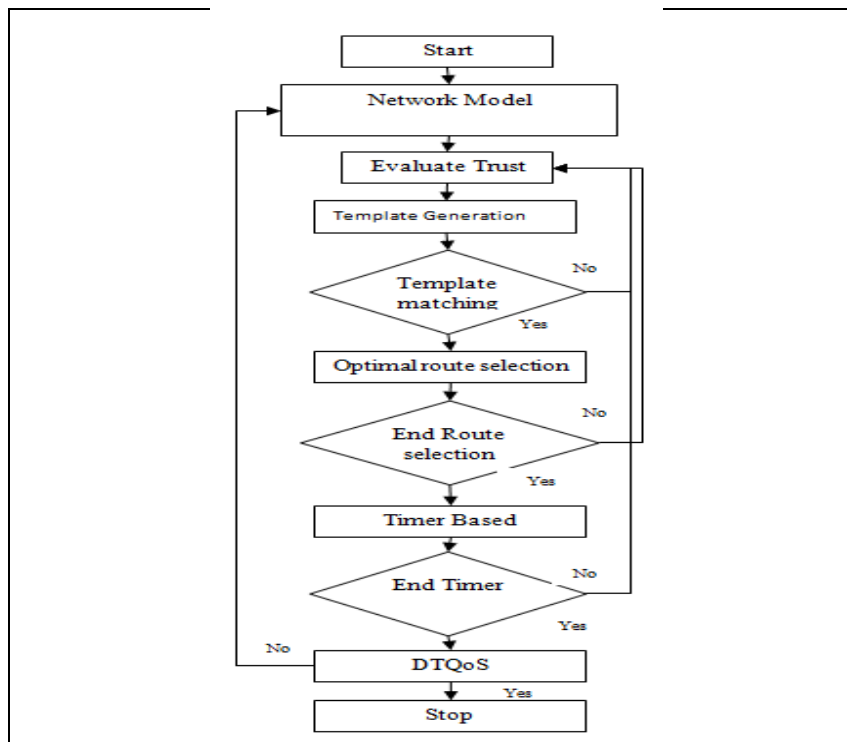 Start
Network Model
Evaluate Trust
Template Generation
No
Template
matching
Yes
Optimal route selection
No
End Route
selection
Yes
Timer Based
End Timer
No
Yes
No
DTQoS
Yes
Stop